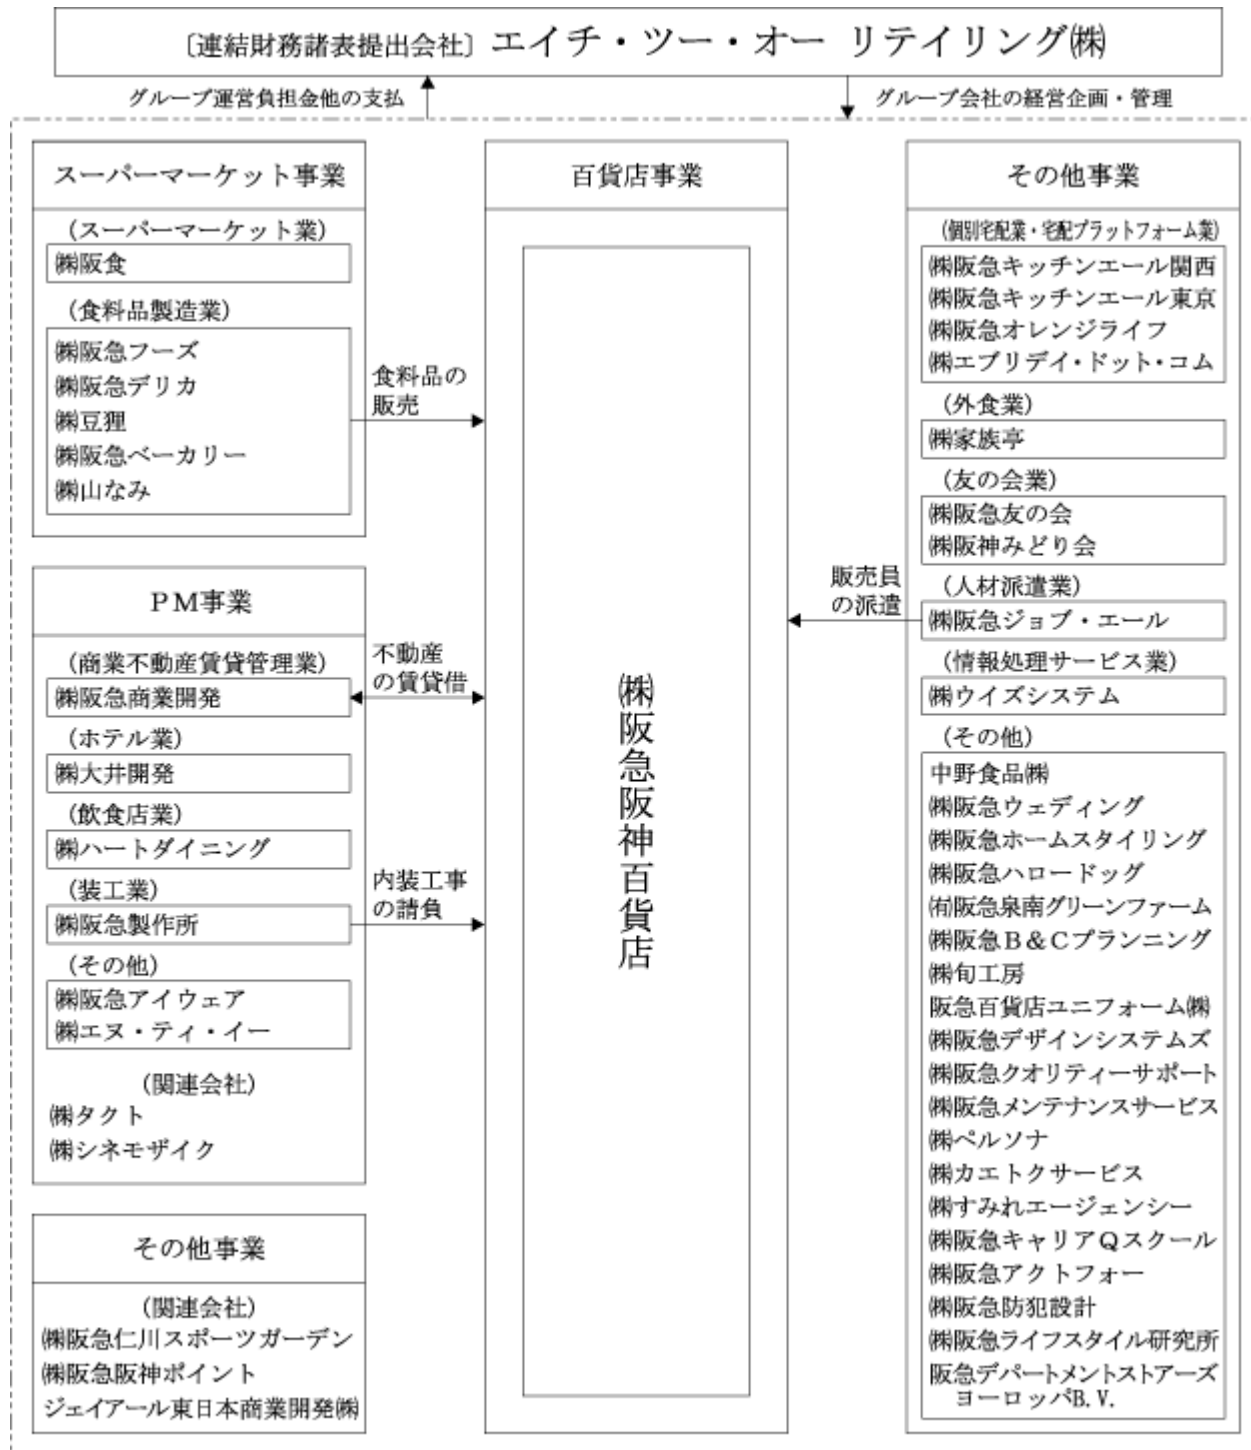 〔連結財務諸表提出会社〕エイチ・ツー・オー リテイリング㈱
グループ運営負担金他の支払
グループ会社の経営企画・管理
スーパーマーケット事業
(スーパーマーケット業)
㈱阪食
(食料品製造業)
㈱阪急フーズ
㈱阪急デリカ
㈱豆狸
㈱阪急ベーカリー
㈱山なみ
食料品の
販売
PM事業
(商業不動産賃貸管理業)
㈱阪急商業開発
(ホテル業)
㈱大井開発
(飲食店業)
㈱ハートダイニング
(装工業)
㈱阪急製作所
(その他)
㈱阪急アイウェア
㈱エヌ・ティ・イー
(関連会社)
㈱タクト
㈱シネモザイク
不動産
の賃貸借
内装工事
の請負
その他事業
(関連会社)
㈱阪急仁川スポーツガーデン
㈱阪急阪神ポイント
ジェイアール東日本商業開発㈱
百貨店事業
㈱阪急阪神百貨店
販売員
の派遣
その他事業
(個別宅配業・宅配プラットフォーム業)
㈱阪急キッチンエール関西
㈱阪急キッチンエール東京
㈱阪急オレンジライフ
㈱エブリデイ・ドット・コム
(外食業)
㈱家族亭
(友の会業)
㈱阪急友の会
㈱阪神みどり会
(人材派遣業)
㈱阪急ジョブ・エール
(情報処理サービス業)
㈱ウイズシステム
(その他)
中野食品㈱
㈱阪急ウェディング
㈱阪急ホームスタイリング
㈱阪急ハロードッグ
㈲阪急泉南グリーンファーム
㈱阪急B&Cプランニング
㈱旬工房
阪急百貨店ユニフォーム㈱
㈱阪急デザインシステムズ
㈱阪急クオリティーサポート
㈱阪急メンテナンスサービス
㈱ペルソナ
㈱カエトクサービス
㈱すみれエージェンシー
㈱阪急キャリアQスクール
㈱阪急アクトフォー
㈱阪急防犯設計
㈱阪急ライフスタイル研究所
阪急デパートメントストアーズ
ヨーロッパB.V.